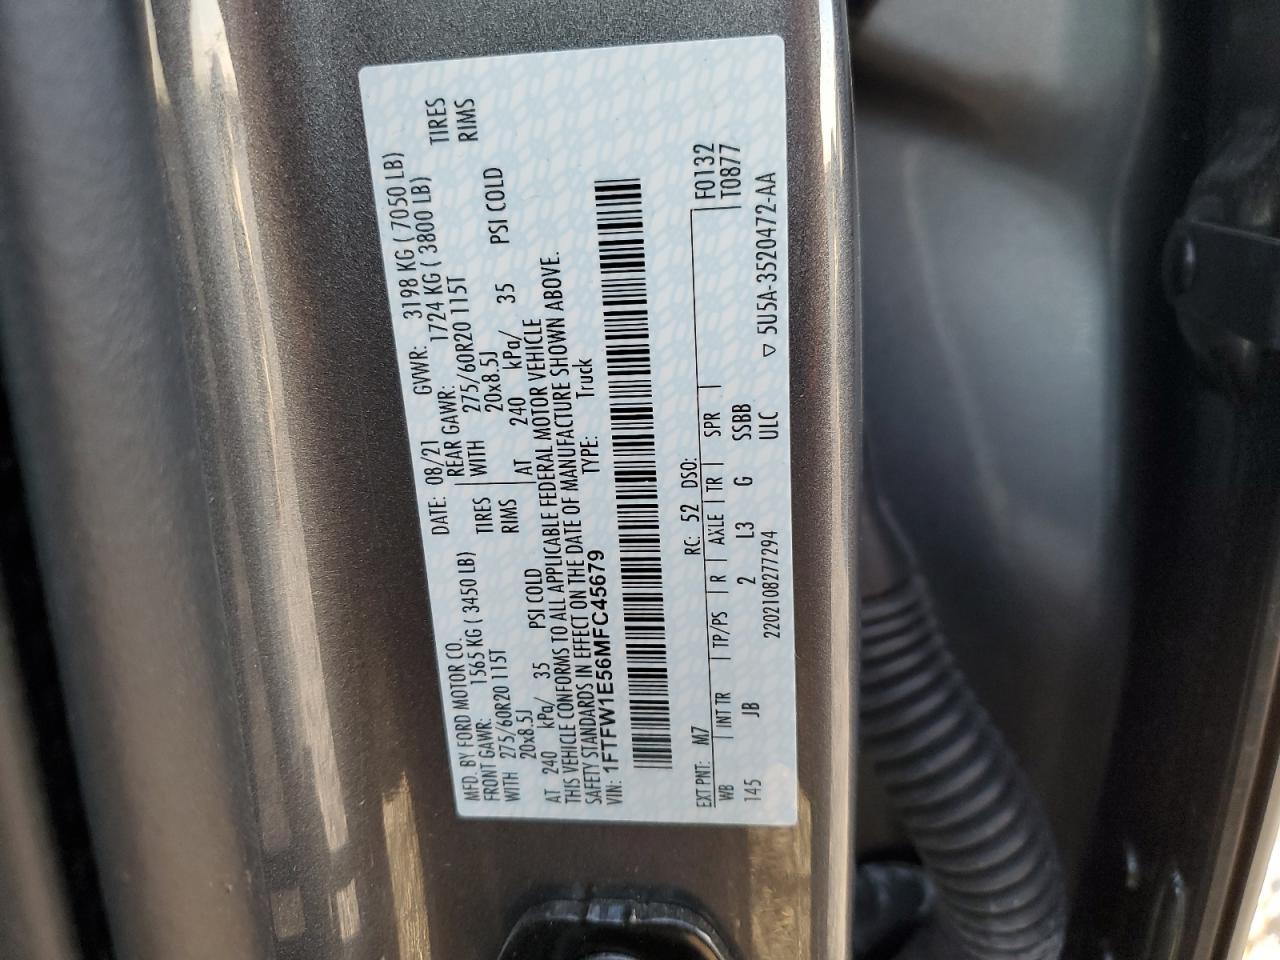 MFD. BY FORD MOTOR CO. DATE: 08/21 GVWR: 3198 KG ( 7050 LB)
FRONT GAWR: 1565 KG ( 3450 LB) REAR GAWR: 1724 KG ( 3800 LB)
WITH 275/60R20 115T TIRES WITH 275/60R20 115T TIRES
20x8.5J RIMS 20x8.5J RIMS
AT 240 kPa/ 35 PSI COLD AT 240 kPa/ 35 PSI COLD
THIS VEHICLE CONFORMS TO ALL APPLICABLE FEDERAL MOTOR VEHICLE
SAFETY STANDARDS IN EFFECT ON THE DATE OF MANUFACTURE SHOWN ABOVE.
VIN: 1FTFW1E56MFC45679 TYPE: Truck
EXT PNT: M7 RC: 52 DSO: F0132
WB INT TR TP/PS R AXLE TR SPR T0877
145 JB 2 L3 G SSBB
2202108277294 ULC ▽ 5U5A-3520472-AA